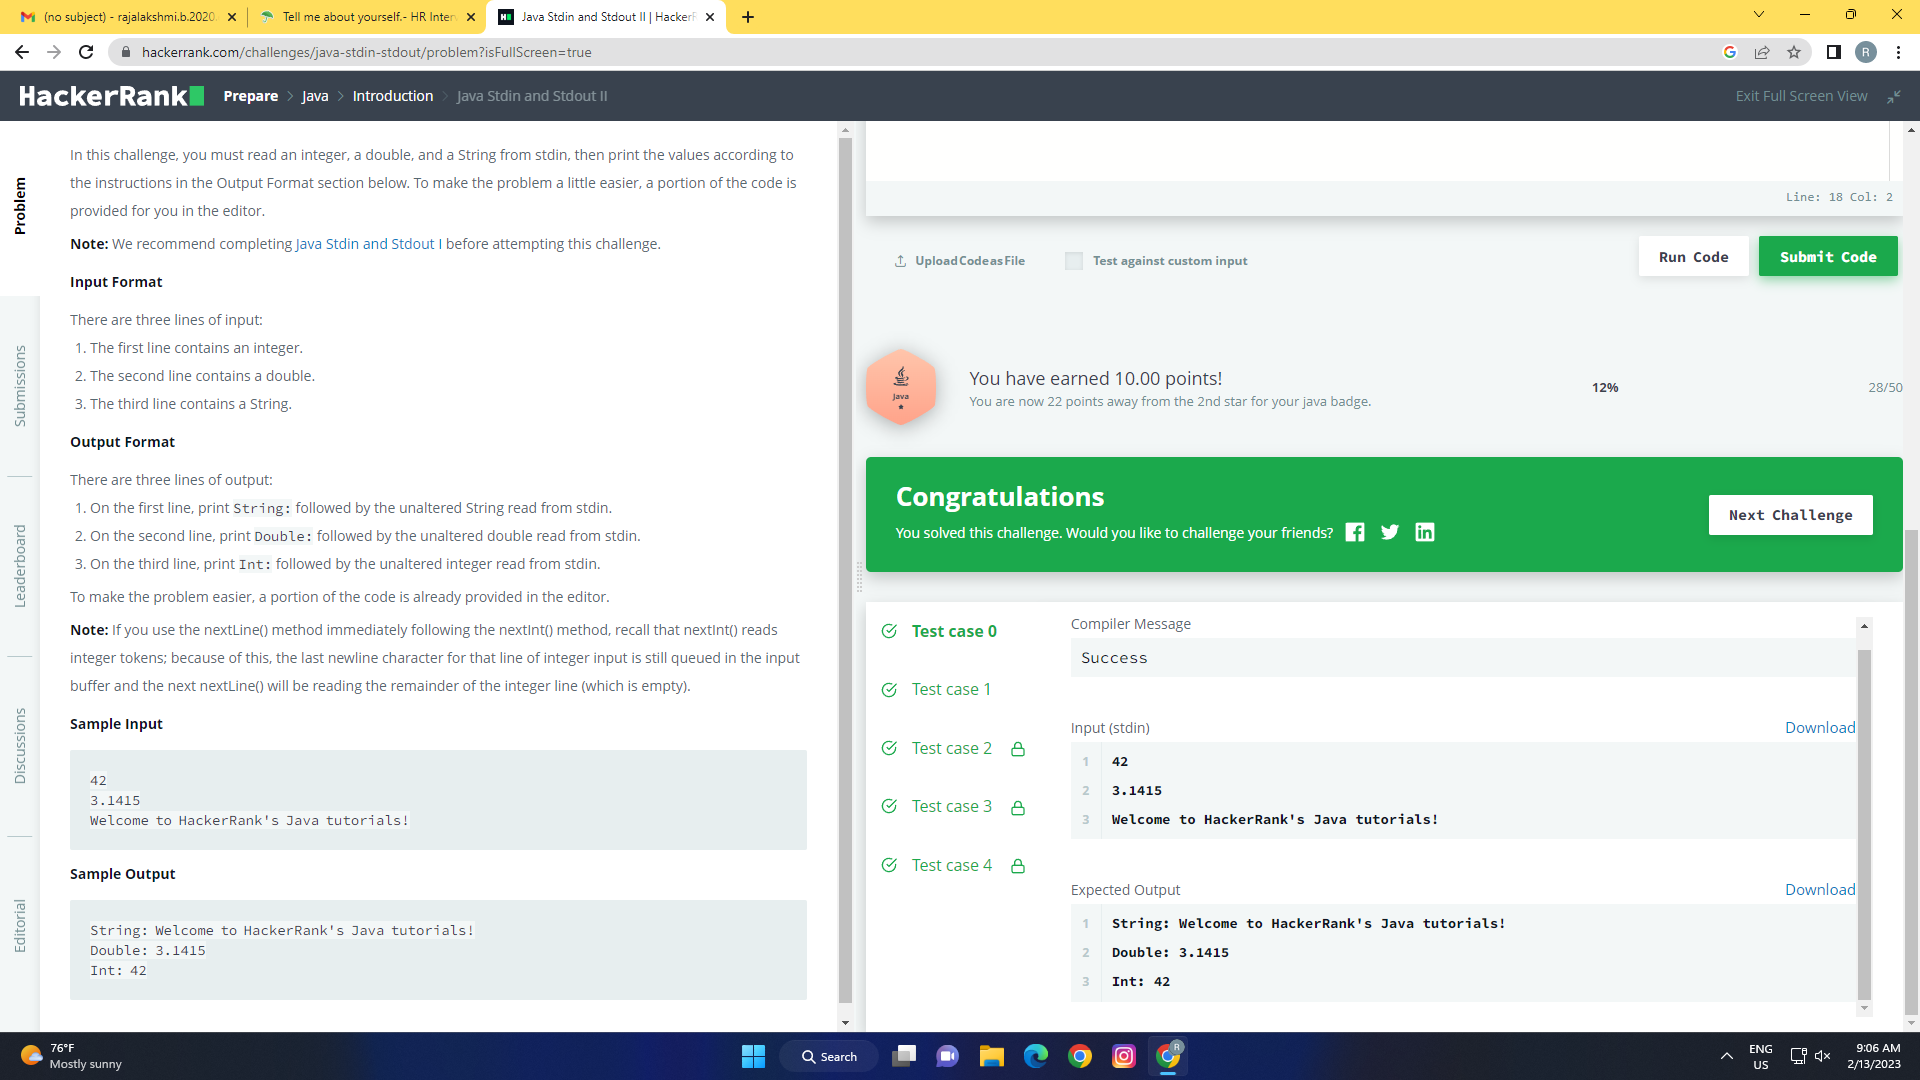 (no subject) - rajalakshmi.b.2020.
Tell me about yourself.- HR Inter
Java Stdin and Stdout II | Hacker
hackerrank.com/challenges/java-stdin-stdout/problem?isFullScreen=true
R
HackerRank
Prepare > Java > Introduction > Java Stdin and Stdout II
Exit Full Screen View
Problem
Submissions
Leaderboard
Discussions
Editorial
In this challenge, you must read an integer, a double, and a String from stdin, then print the values according to
the instructions in the Output Format section below. To make the problem a little easier, a portion of the code is
provided for you in the editor.
Note: We recommend completing Java Stdin and Stdout I before attempting this challenge.
Input Format
There are three lines of input:
1. The first line contains an integer.
2. The second line contains a double.
3. The third line contains a String.
Output Format
There are three lines of output:
1. On the first line, print String: followed by the unaltered String read from stdin.
2. On the second line, print Double: followed by the unaltered double read from stdin.
3. On the third line, print Int: followed by the unaltered integer read from stdin.
To make the problem easier, a portion of the code is already provided in the editor.
Note: If you use the nextLine() method immediately following the nextInt() method, recall that nextInt() reads
integer tokens; because of this, the last newline character for that line of integer input is still queued in the input
buffer and the next nextLine() will be reading the remainder of the integer line (which is empty).
Sample Input
42
3.1415
Welcome to HackerRank's Java tutorials!
Sample Output
String: Welcome to HackerRank's Java tutorials!
Double: 3.1415
Int: 42
Line: 18 Col: 2
Upload Code as File
Test against custom input
Run Code
Submit Code
Java
You have earned 10.00 points!
You are now 22 points away from the 2nd star for your java badge.
12%
28/50
Congratulations
You solved this challenge. Would you like to challenge your friends?
Next Challenge
Test case 0
Test case 1
Test case 2
Test case 3
Test case 4
Compiler Message
Success
Input (stdin)
Download
1 42
2 3.1415
3 Welcome to HackerRank's Java tutorials!
Expected Output
Download
1 String: Welcome to HackerRank's Java tutorials!
2 Double: 3.1415
3 Int: 42
76°F
Mostly sunny
Search
R
ENG
US
9:06 AM
2/13/2023